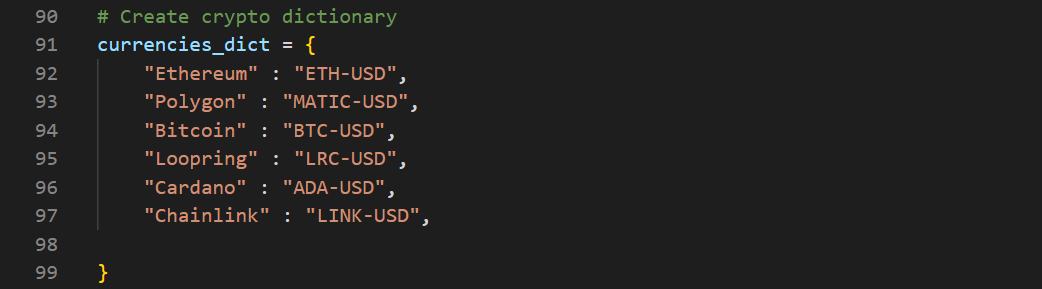 90 # Create crypto dictionary
91 currencies_dict = {
92 "Ethereum" : "ETH-USD",
93 "Polygon" : "MATIC-USD",
94 "Bitcoin" : "BTC-USD",
95 "Loopring" : "LRC-USD",
96 "Cardano" : "ADA-USD",
97 "Chainlink" : "LINK-USD",
98
99 }